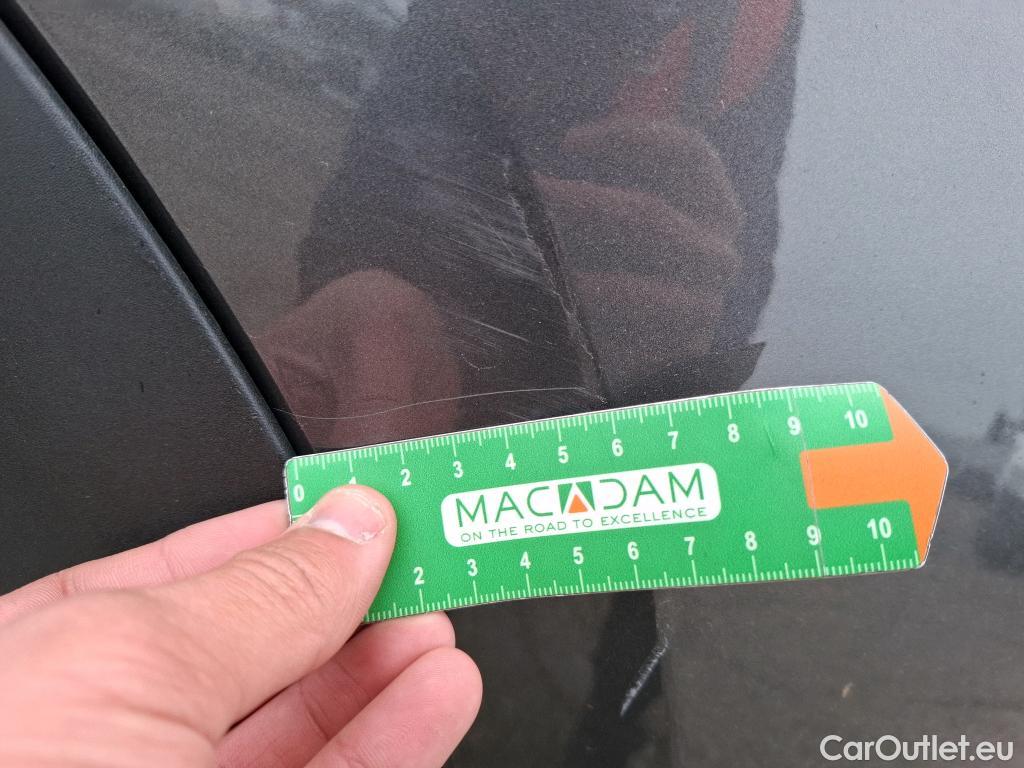 0 1 2 3 4 5 6 7 8 9 10
MACADAM
ON THE ROAD TO EXCELLENCE
2 3 4 5 6 7 8 9 10
CarOutlet.eu